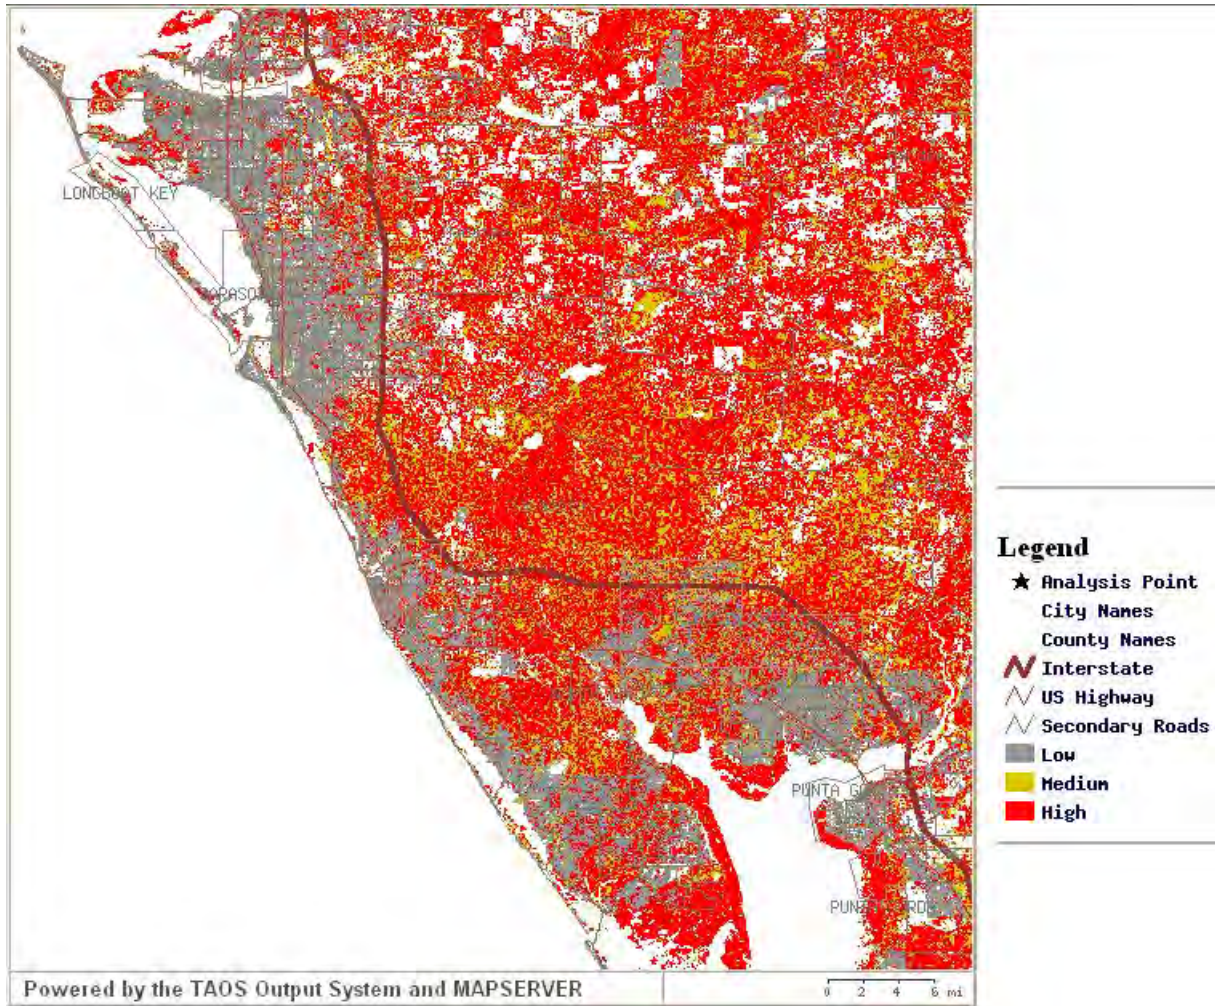 LONGBOAT KEY
Legend
Analysis Point
City Names
County Names
Interstate
US Highway
Secondary Roads
Low
Medium
High
PUNTA
Powered by the TAOS Output System and MAPSERVER
0 2 4 6 mi